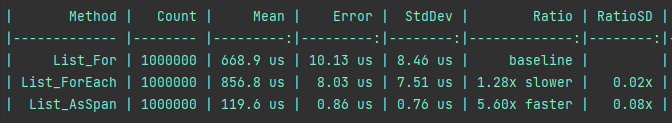 | Method | Count | Mean | Error | StdDev | Ratio | RatioSD |
|------------- |-------- |---------:|---------:|--------:|-------------:|--------:|
| List_For | 1000000 | 668.9 us | 10.13 us | 8.46 us | baseline | |
| List_ForEach | 1000000 | 856.8 us | 8.03 us | 7.51 us | 1.28x slower | 0.02x |
| List_AsSpan | 1000000 | 119.6 us | 0.86 us | 0.76 us | 5.60x faster | 0.08x |